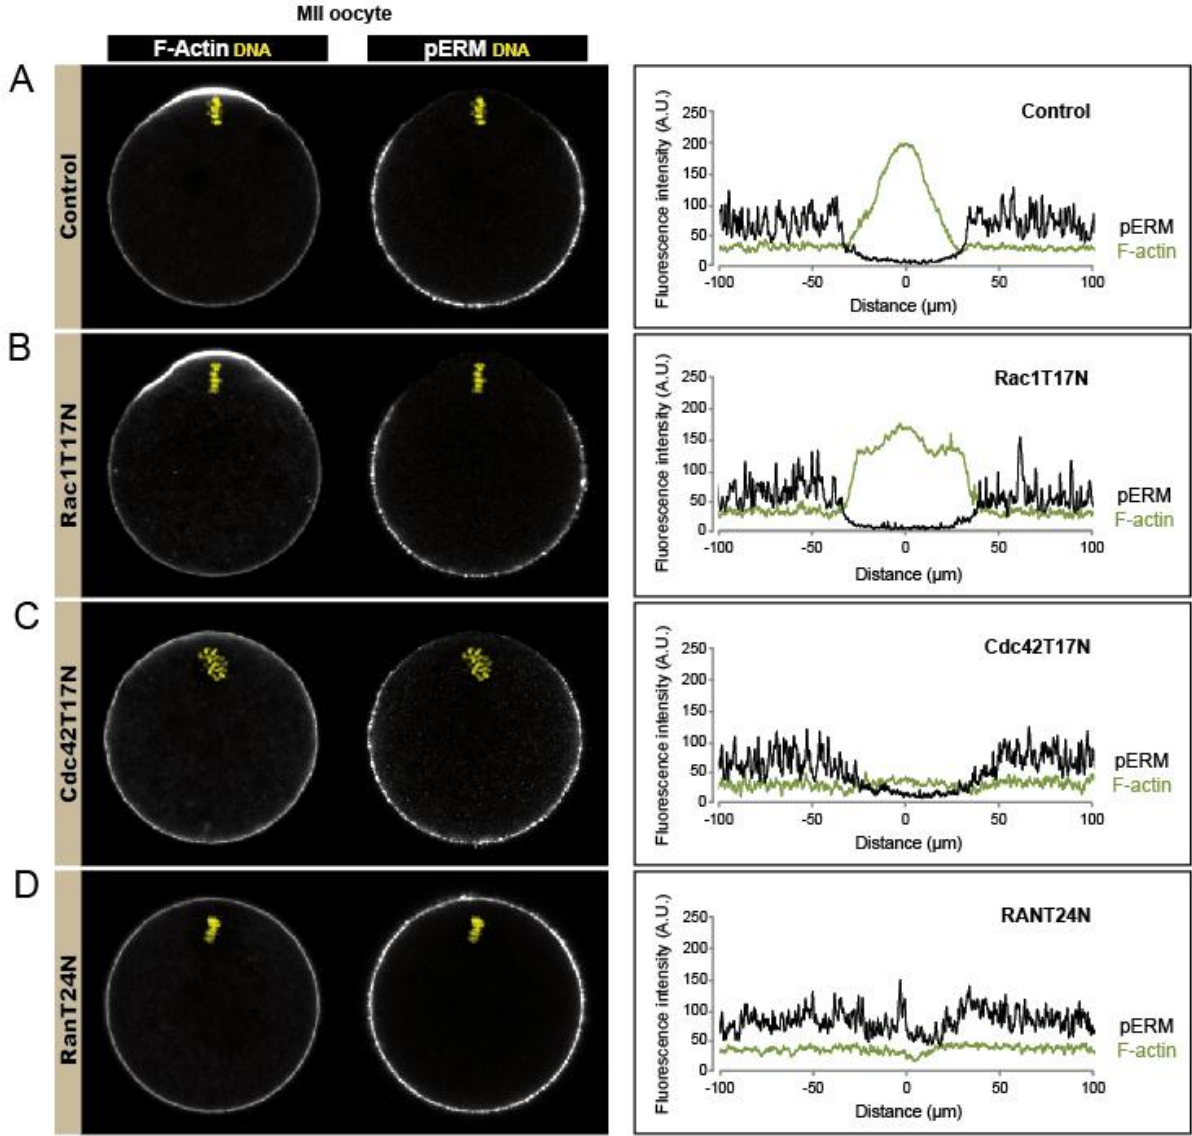 MII oocyte
F-Actin DNA
pERM DNA
A
Control
Fluorescence intensity (A.U.)
250
200
150
100
50
0
-100
-50
0
50
100
Distance (µm)
Control
pERM
F-actin
B
Rac1T17N
Fluorescence intensity (A.U.)
250
200
150
100
50
0
-100
-50
0
50
100
Distance (µm)
Rac1T17N
pERM
F-actin
C
Cdc42T17N
Fluorescence intensity (A.U.)
250
200
150
100
50
0
-100
-50
0
50
100
Distance (µm)
Cdc42T17N
pERM
F-actin
D
RanT24N
Fluorescence intensity (A.U.)
250
200
150
100
50
0
-100
-50
0
50
100
Distance (µm)
RANT24N
pERM
F-actin